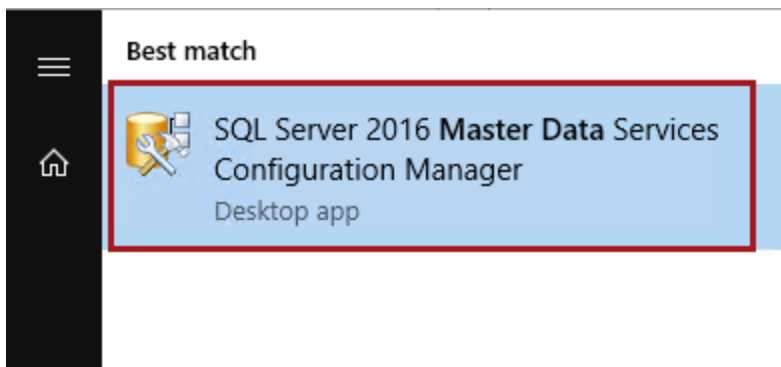 Best match
SQL Server 2016 Master Data Services
Configuration Manager
Desktop app